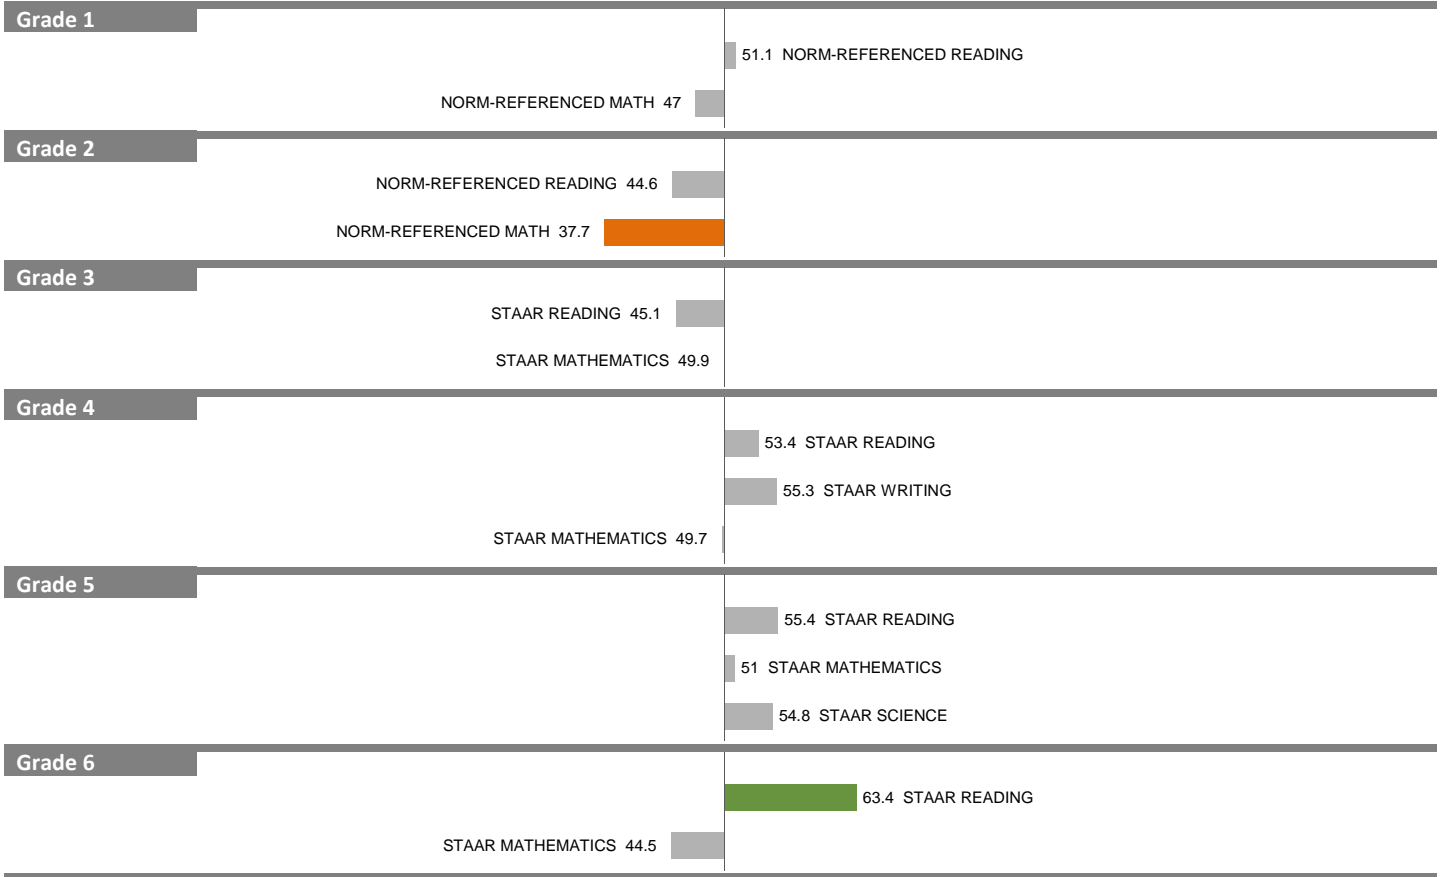 Grade 1
51.1 NORM-REFERENCED READING
NORM-REFERENCED MATH 47
Grade 2
NORM-REFERENCED READING 44.6
NORM-REFERENCED MATH 37.7
Grade 3
STAAR READING 45.1
STAAR MATHEMATICS 49.9
Grade 4
53.4 STAAR READING
55.3 STAAR WRITING
STAAR MATHEMATICS 49.7
Grade 5
55.4 STAAR READING
51 STAAR MATHEMATICS
54.8 STAAR SCIENCE
Grade 6
63.4 STAAR READING
STAAR MATHEMATICS 44.5